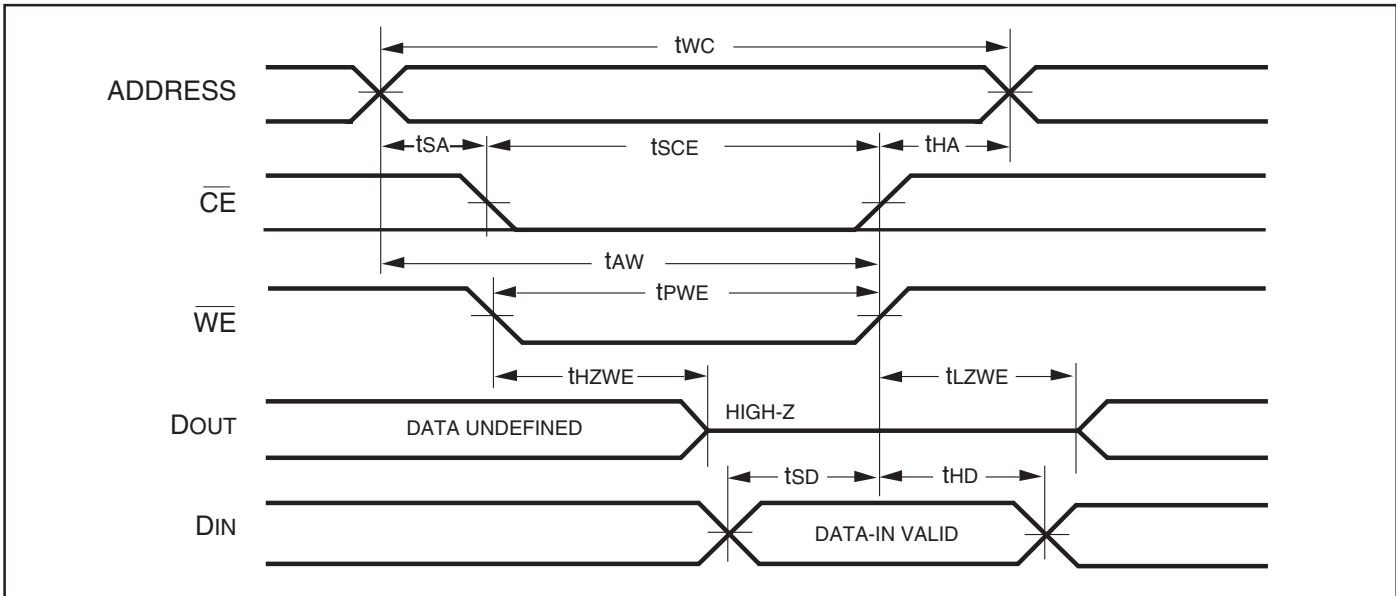 tWC
ADDRESS
tSA tSCE tHA
CE
tAW
tPWE
WE
tHZWE tLZWE
DOUT DATA UNDEFINED HIGH-Z
tSD tHD
DIN DATA-IN VALID